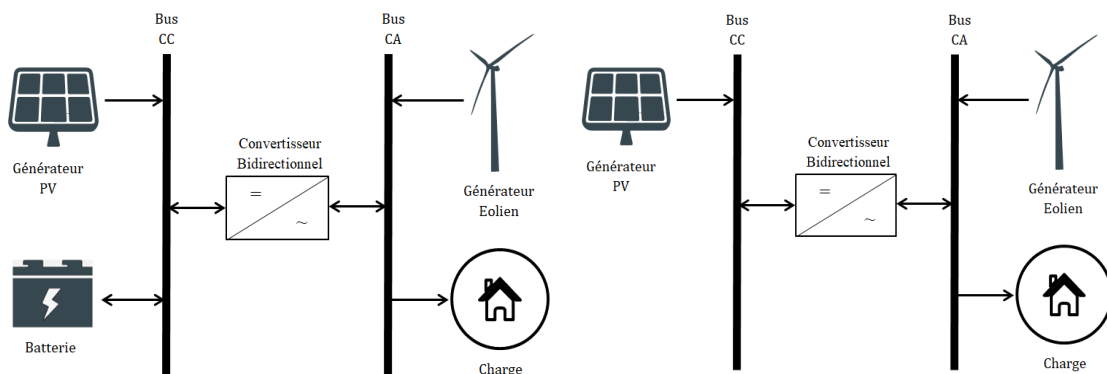 Bus
CC
Bus
CA
Générateur
PV
Convertisseur
Bidirectionnel
=
~
Générateur
Eolien
Batterie
Charge
Bus
CC
Bus
CA
Générateur
PV
Convertisseur
Bidirectionnel
=
~
Générateur
Eolien
Charge